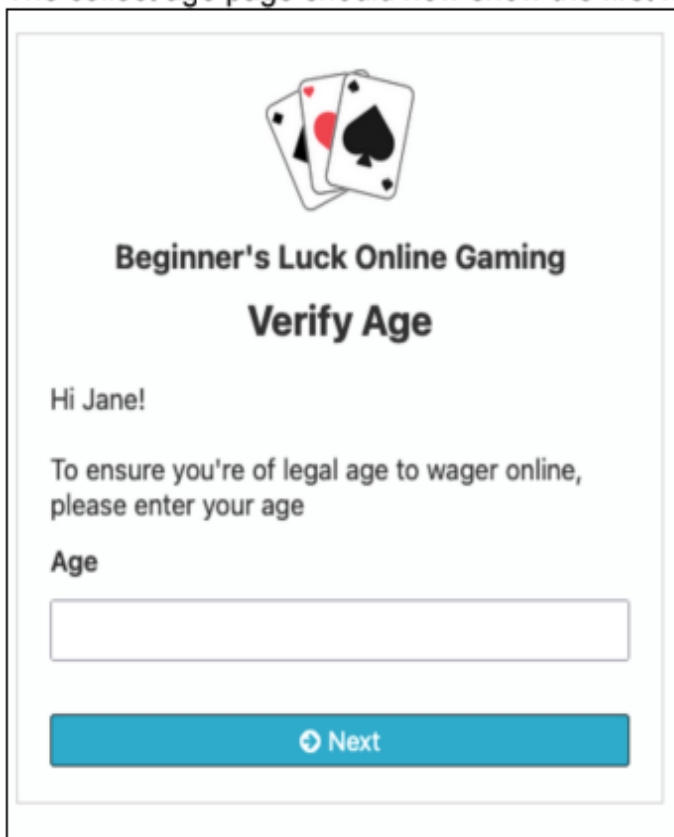 Beginner's Luck Online Gaming
Verify Age
Hi Jane!
To ensure you're of legal age to wager online,
please enter your age
Age
Next